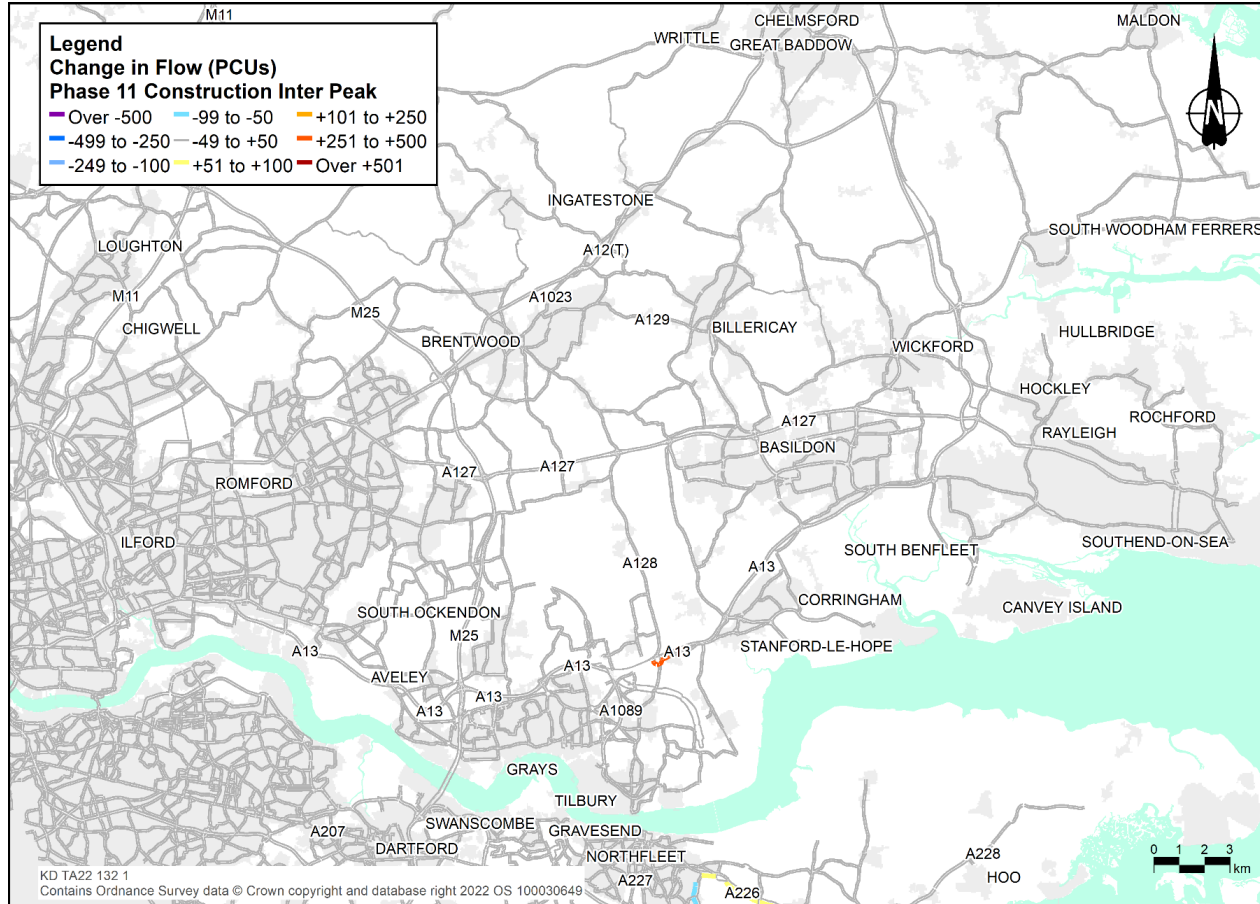 M11
CHELMSFORD
MALDON
WRITTLE
GREAT BADDOW
Legend
Change in Flow (PCUs)
Phase 11 Construction Inter Peak
Over -500
-99 to -50
+101 to +250
-499 to -250
-49 to +50
+251 to +500
-249 to -100
+51 to +100
Over +501
N
INGATESTONE
SOUTH WOODHAM FERRERS
LOUGHTON
A12(T)
M11
A1023
M25
A129
CHIGWELL
BILLERICAY
HULLBRIDGE
BRENTWOOD
WICKFORD
HOCKLEY
ROCHFORD
A127
RAYLEIGH
BASILDON
A127
A127
ROMFORD
ILFORD
SOUTHEND-ON-SEA
SOUTH BENFLEET
A128
A13
CORRINGHAM
CANVEY ISLAND
SOUTH OCKENDON
M25
STANFORD-LE-HOPE
A13
A13
A13
AVELEY
A13
A13
A1089
GRAYS
TILBURY
SWANSCOMBE
GRAVESEND
A207
DARTFORD
NORTHFLEET
A228
HOO
A227
A226
0 1 2 3
km
KD TA22 132 1
Contains Ordnance Survey data © Crown copyright and database right 2022 OS 100030649